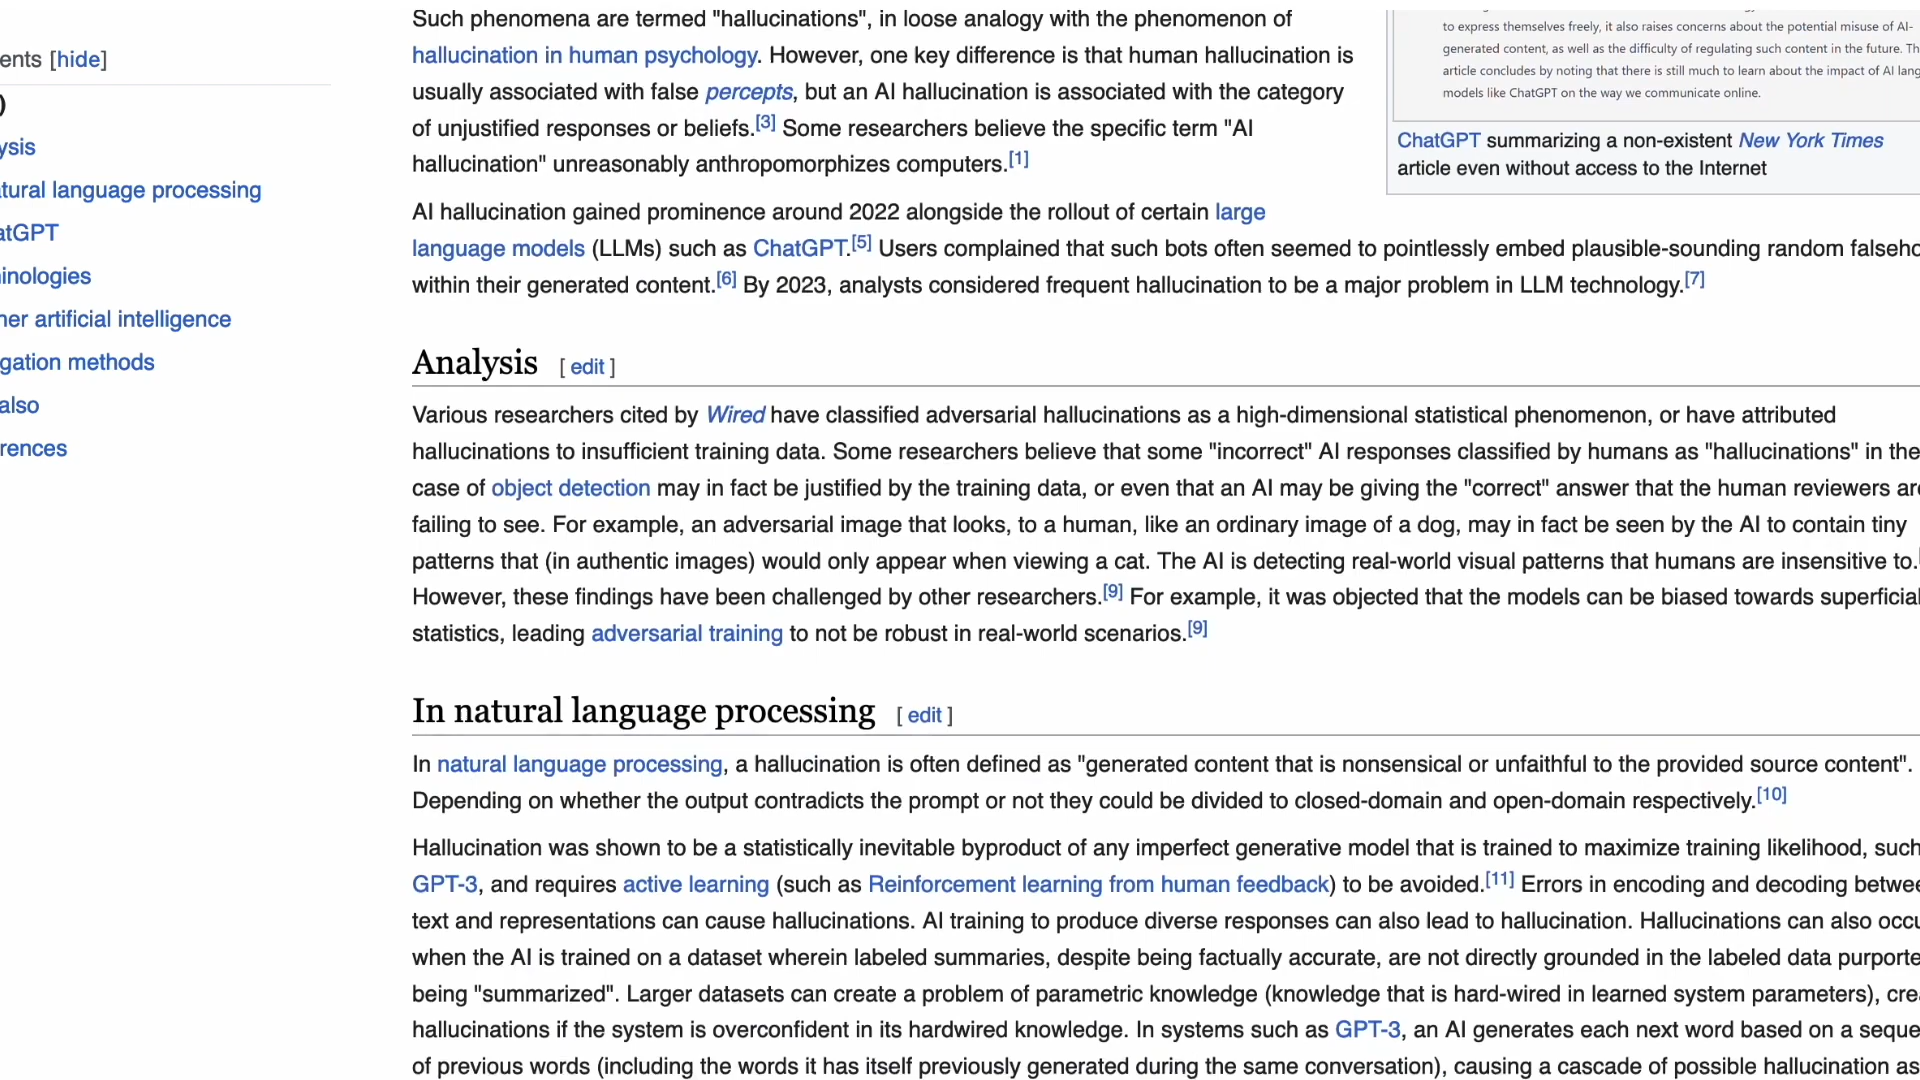 Such phenomena are termed "hallucinations", in loose analogy with the phenomenon of
hallucination in human psychology. However, one key difference is that human hallucination is
usually associated with false percepts, but an AI hallucination is associated with the category
of unjustified responses or beliefs.[3] Some researchers believe the specific term "AI
hallucination" unreasonably anthropomorphizes computers.[1]
to express themselves freely, it also raises concerns about the potential misuse of AI-
generated content, as well as the difficulty of regulating such content in the future. Th
article concludes by noting that there is still much to learn about the impact of AI lang
models like ChatGPT on the way we communicate online.
ChatGPT summarizing a non-existent New York Times
article even without access to the Internet
AI hallucination gained prominence around 2022 alongside the rollout of certain large
language models (LLMs) such as ChatGPT.[5] Users complained that such bots often seemed to pointlessly embed plausible-sounding random falseho
within their generated content.[6] By 2023, analysts considered frequent hallucination to be a major problem in LLM technology.[7]
ents [hide]
)
ysis
atural language processing
atGPT
inologies
her artificial intelligence
gation methods
also
rences
Analysis [ edit ]
Various researchers cited by Wired have classified adversarial hallucinations as a high-dimensional statistical phenomenon, or have attributed
hallucinations to insufficient training data. Some researchers believe that some "incorrect" AI responses classified by humans as "hallucinations" in the
case of object detection may in fact be justified by the training data, or even that an AI may be giving the "correct" answer that the human reviewers are
failing to see. For example, an adversarial image that looks, to a human, like an ordinary image of a dog, may in fact be seen by the AI to contain tiny
patterns that (in authentic images) would only appear when viewing a cat. The AI is detecting real-world visual patterns that humans are insensitive to.
However, these findings have been challenged by other researchers.[9] For example, it was objected that the models can be biased towards superficial
statistics, leading adversarial training to not be robust in real-world scenarios.[9]
In natural language processing [ edit ]
In natural language processing, a hallucination is often defined as "generated content that is nonsensical or unfaithful to the provided source content".
Depending on whether the output contradicts the prompt or not they could be divided to closed-domain and open-domain respectively.[10]
Hallucination was shown to be a statistically inevitable byproduct of any imperfect generative model that is trained to maximize training likelihood, such
GPT-3, and requires active learning (such as Reinforcement learning from human feedback) to be avoided.[11] Errors in encoding and decoding betwee
text and representations can cause hallucinations. AI training to produce diverse responses can also lead to hallucination. Hallucinations can also occu
when the AI is trained on a dataset wherein labeled summaries, despite being factually accurate, are not directly grounded in the labeled data purporte
being "summarized". Larger datasets can create a problem of parametric knowledge (knowledge that is hard-wired in learned system parameters), crea
hallucinations if the system is overconfident in its hardwired knowledge. In systems such as GPT-3, an AI generates each next word based on a seque
of previous words (including the words it has itself previously generated during the same conversation), causing a cascade of possible hallucination as